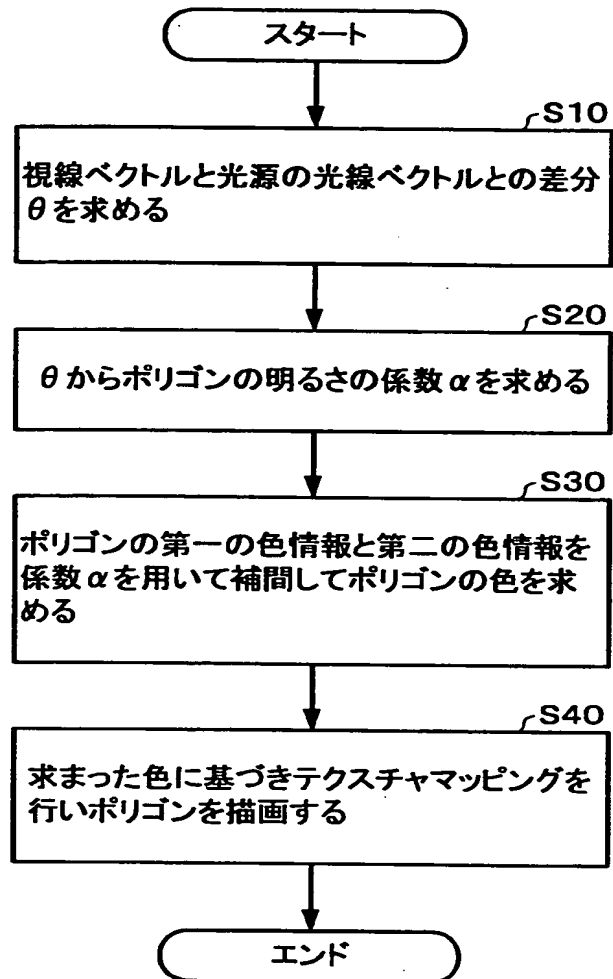 スタート
S10
視線ベクトルと光源の光線ベクトルとの差分
θを求める
S20
θからポリゴンの明るさの係数αを求める
S30
ポリゴンの第一の色情報と第二の色情報を
係数αを用いて補間してポリゴンの色を求
める
S40
求まった色に基づきテクスチャマッピングを
行いポリゴンを描画する
エンド